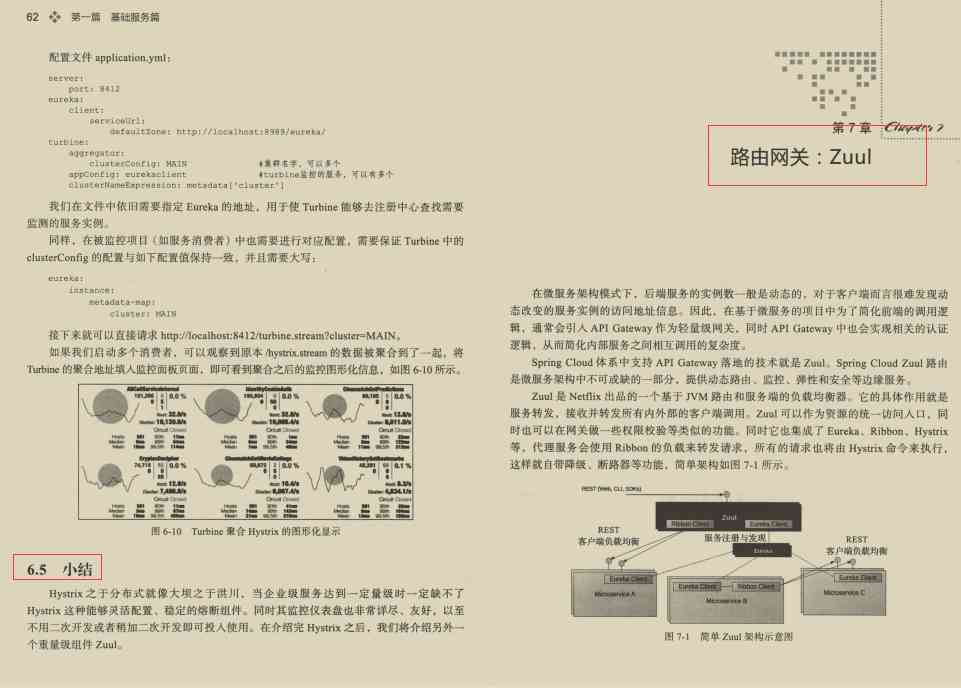 62 第一篇 基础服务篇
配置文件 application.yml：
server:
port: 8412
eureka:
client:
serviceUrl:
defaultZone: http://localhost:8989/eureka/
turbine:
aggregator:
clusterConfig: MAIN #集群名字，可以多个
appConfig: eurekaclient #turbine监控的服务，可以有多个
clusterNameExpression: metadata['cluster']
我们在文件中依旧需要指定 Eureka 的地址，用于使 Turbine 能够去注册中心查找需要
监测的服务实例。
同样，在被监控项目（如服务消费者）中也需要进行对应配置，需要保证 Turbine 中的
clusterConfig 的配置与如下配置值保持一致，并且需要大写：
eureka:
instance:
metadata-map:
cluster: MAIN
接下来就可以直接请求 http://localhost:8412/turbine.stream?cluster=MAIN。
如果我们启动多个消费者，可以观察到原本 /hystrix.stream 的数据被聚合到了一起，将
Turbine 的聚合地址填入监控面板页面，即可看到聚合之后的监控图形化信息，如图 6-10 所示。
图 6-10 Turbine 聚合 Hystrix 的图形化显示
6.5 小结
Hystrix 之于分布式就像大坝之于洪川，当企业级服务达到一定量级时一定缺不了
Hystrix 这种能够灵活配置、稳定的熔断组件。同时其监控仪表盘也非常详尽、友好，以至
不用二次开发或者稍加二次开发即可投入使用。在介绍完 Hystrix 之后，我们将介绍另外一
个重量级组件 Zuul。
第 7 章 Chapter 7
路由网关：Zuul
在微服务架构模式下，后端服务的实例数一般是动态的，对于客户端而言很难发现动
态改变的服务实例的访问地址信息。因此，在基于微服务的项目中为了简化前端的调用逻
辑，通常会引入 API Gateway 作为轻量级网关，同时 API Gateway 中也会实现相关的认证
逻辑，从而简化内部服务之间相互调用的复杂度。
Spring Cloud 体系中支持 API Gateway 落地的技术就是 Zuul。Spring Cloud Zuul 路由
是微服务架构中不可或缺的一部分，提供动态路由、监控、弹性和安全等边缘服务。
Zuul 是 Netflix 出品的一个基于 JVM 路由和服务端的负载均衡器。它的具体作用就是
服务转发，接收并转发所有内外部的客户端调用。Zuul 可以作为资源的统一访问入口，同
时也可以在网关做一些权限校验等类似的功能。同时它也集成了 Eureka、Ribbon、Hystrix
等，代理服务会使用 Ribbon 的负载来转发请求，所有的请求也将由 Hystrix 命令来执行，
这样就自带降级、断路器等功能，简单架构如图 7-1 所示。
REST (Web, CLI, SDKs)
Zuul
Ribbon Client Eureka Client
REST
客户端负载均衡
服务注册与发现
Eureka
REST
客户端负载均衡
Eureka Client
Microservice A
Eureka Client Ribbon Client
Microservice B
Eureka Client
Microservice C
图 7-1 简单 Zuul 架构示意图